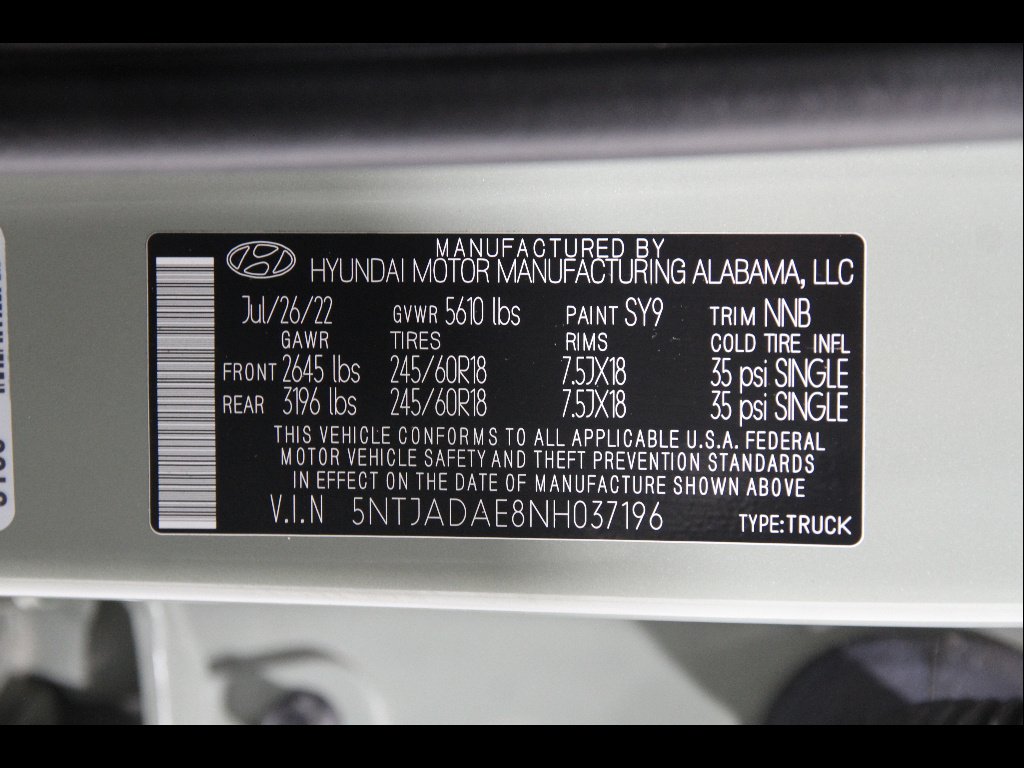 MANUFACTURED BY
HYUNDAI MOTOR MANUFACTURING ALABAMA, LLC
Jul/26/22 GVWR 5610 lbs PAINT SY9 TRIM NNB
GAWR TIRES RIMS COLD TIRE INFL
FRONT 2645 lbs 245/60R18 7.5JX18 35 psi SINGLE
REAR 3196 lbs 245/60R18 7.5JX18 35 psi SINGLE
THIS VEHICLE CONFORMS TO ALL APPLICABLE U.S.A. FEDERAL
MOTOR VEHICLE SAFETY AND THEFT PREVENTION STANDARDS
IN EFFECT ON THE DATE OF MANUFACTURE SHOWN ABOVE
V.I.N 5NTJADAE8NH037196 TYPE:TRUCK